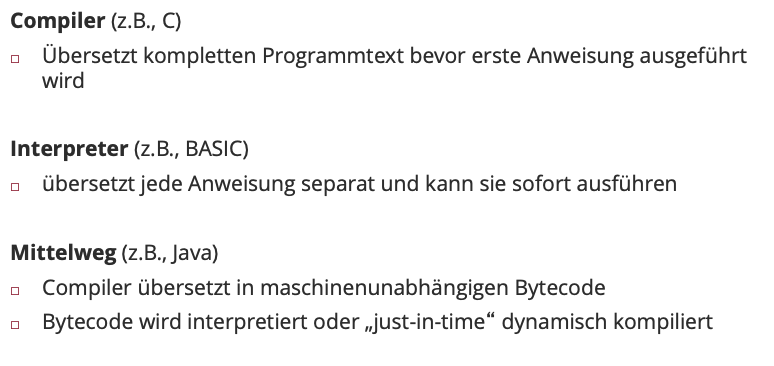 Compiler (z.B., C)
Übersetzt kompletten Programmtext bevor erste Anweisung ausgeführt
wird
Interpreter (z.B., BASIC)
übersetzt jede Anweisung separat und kann sie sofort ausführen
Mittelweg (z.B., Java)
Compiler übersetzt in maschinenunabhängigen Bytecode
Bytecode wird interpretiert oder „just-in-time“ dynamisch kompiliert